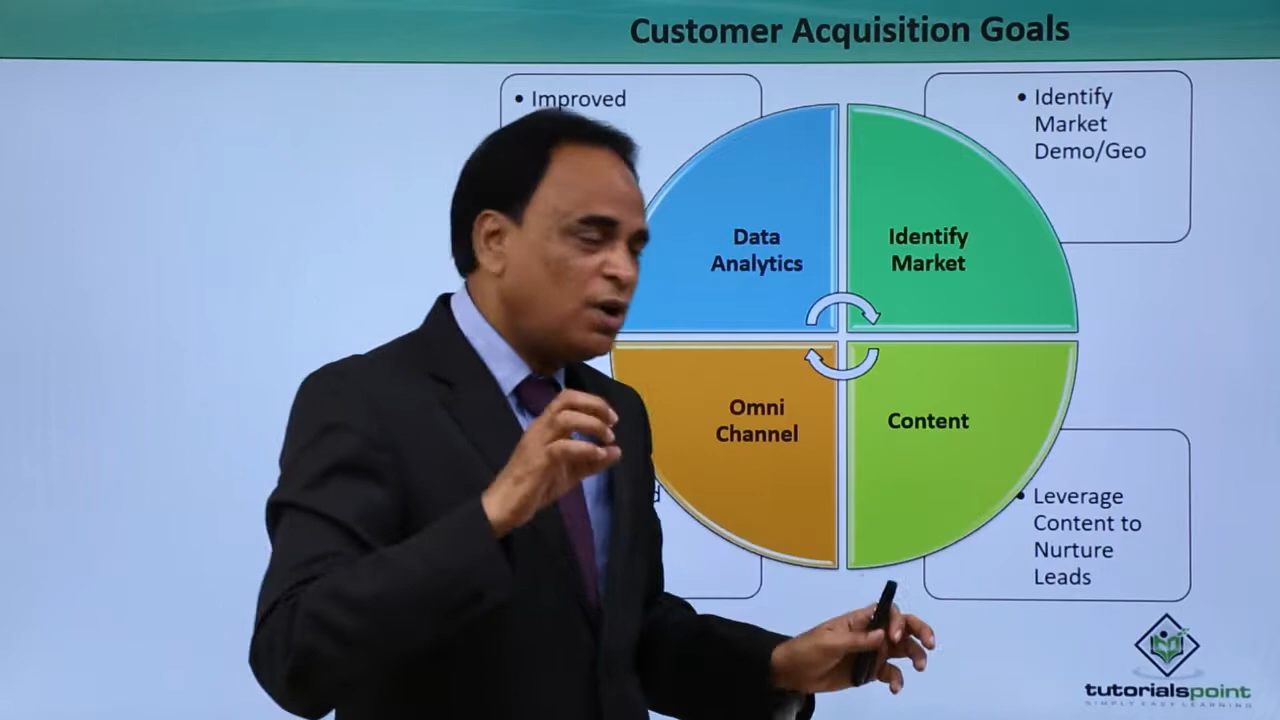 Customer Acquisition Goals
• Improved
• Identify
Market
Demo/Geo
Data
Analytics
Identify
Market
Omni
Channel
Content
• Leverage
Content to
Nurture
Leads
tutorialspoint
SIMPLY EASY LEARNING